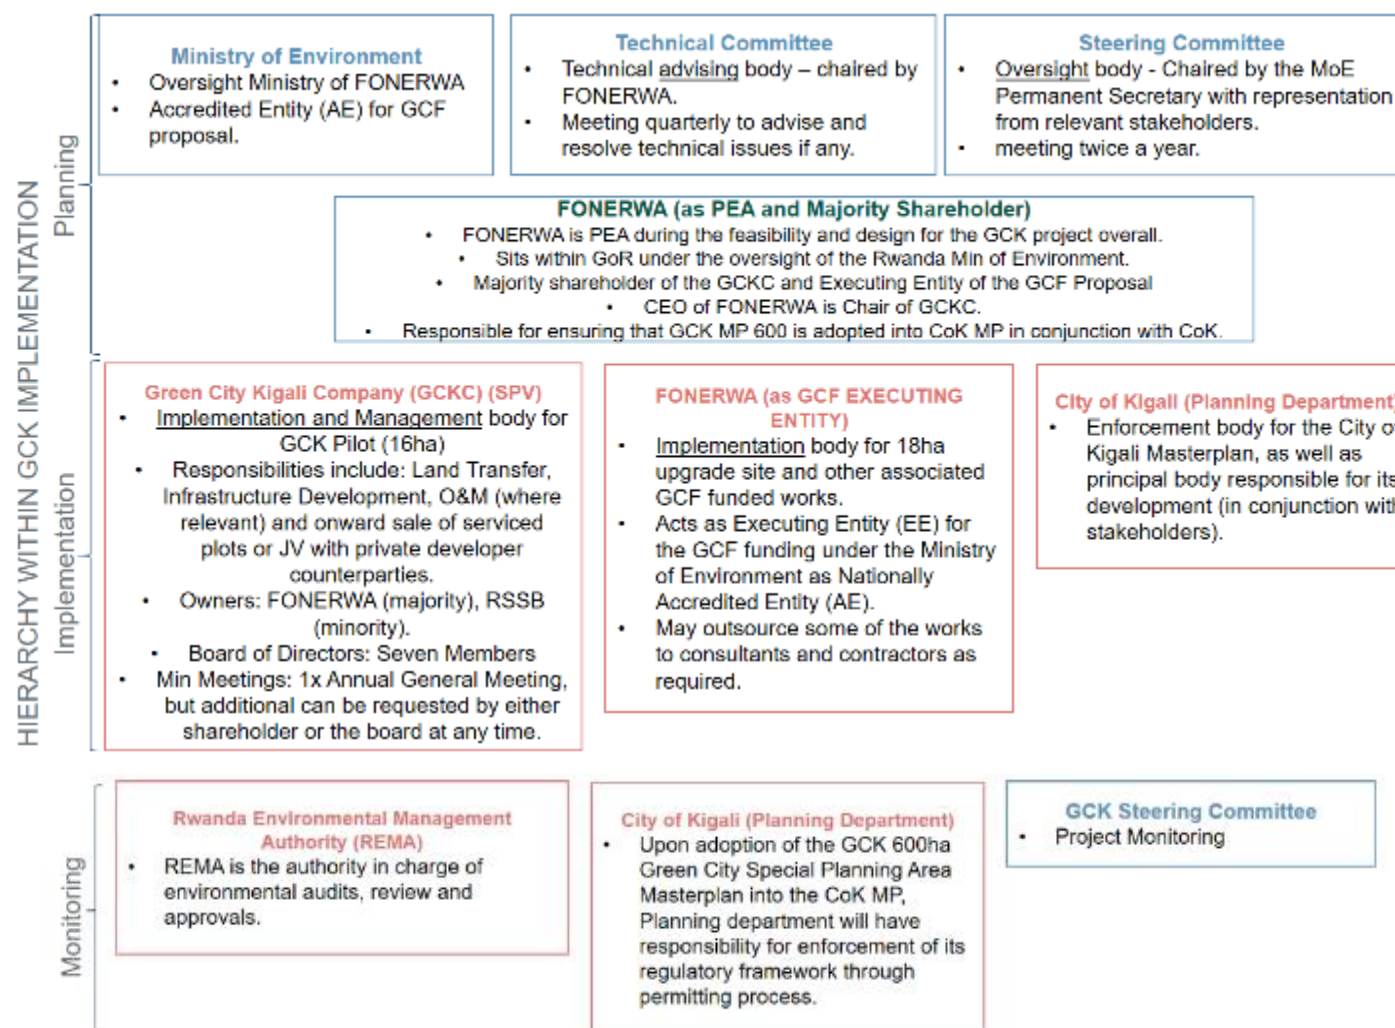 HIERARCHY WITHIN GCK IMPLEMENTATION
Planning
Ministry of Environment
• Oversight Ministry of FONERWA
• Accredited Entity (AE) for GCF
proposal.
Technical Committee
• Technical advising body – chaired by
FONERWA.
• Meeting quarterly to advise and
resolve technical issues if any.
Steering Committee
• Oversight body - Chaired by the MoE
Permanent Secretary with representation
from relevant stakeholders.
• meeting twice a year.
FONERWA (as PEA and Majority Shareholder)
• FONERWA is PEA during the feasibility and design for the GCK project overall.
• Sits within GoR under the oversight of the Rwanda Min of Environment.
• Majority shareholder of the GCKC and Executing Entity of the GCF Proposal
• CEO of FONERWA is Chair of GCKC.
• Responsible for ensuring that GCK MP 600 is adopted into CoK MP in conjunction with CoK.
Implementation
Green City Kigali Company (GCKC) (SPV)
• Implementation and Management body for
GCK Pilot (16ha)
• Responsibilities include: Land Transfer,
Infrastructure Development, O&M (where
relevant) and onward sale of serviced
plots or JV with private developer
counterparties.
• Owners: FONERWA (majority), RSSB
(minority).
• Board of Directors: Seven Members
• Min Meetings: 1x Annual General Meeting,
but additional can be requested by either
shareholder or the board at any time.
FONERWA (as GCF EXECUTING
ENTITY)
• Implementation body for 18ha
upgrade site and other associated
GCF funded works.
• Acts as Executing Entity (EE) for
the GCF funding under the Ministry
of Environment as Nationally
Accredited Entity (AE).
• May outsource some of the works
to consultants and contractors as
required.
City of Kigali (Planning Department)
• Enforcement body for the City of
Kigali Masterplan, as well as
principal body responsible for its
development (in conjunction with
stakeholders).
Monitoring
Rwanda Environmental Management
Authority (REMA)
• REMA is the authority in charge of
environmental audits, review and
approvals.
City of Kigali (Planning Department)
• Upon adoption of the GCK 600ha
Green City Special Planning Area
Masterplan into the CoK MP,
Planning department will have
responsibility for enforcement of its
regulatory framework through
permitting process.
GCK Steering Committee
• Project Monitoring